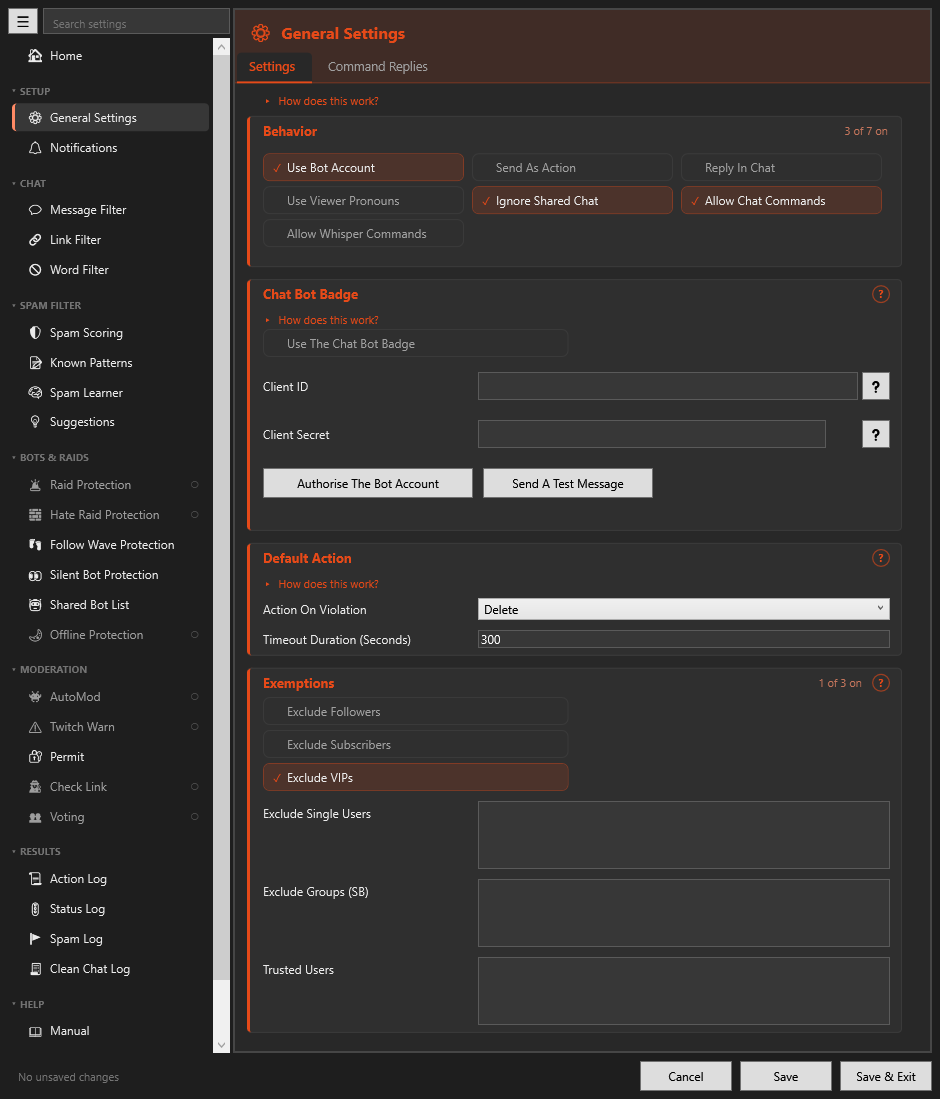 Search settings
Home
SETUP
General Settings
Notifications
CHAT
Message Filter
Link Filter
Word Filter
SPAM FILTER
Spam Scoring
Known Patterns
Spam Learner
Suggestions
BOTS & RAIDS
Raid Protection
Hate Raid Protection
Follow Wave Protection
Silent Bot Protection
Shared Bot List
Offline Protection
MODERATION
AutoMod
Twitch Warn
Permit
Check Link
Voting
RESULTS
Action Log
Status Log
Spam Log
Clean Chat Log
HELP
Manual
No unsaved changes
General Settings
Settings Command Replies
How does this work?
Behavior 3 of 7 on
✓ Use Bot Account Send As Action Reply In Chat
Use Viewer Pronouns ✓ Ignore Shared Chat ✓ Allow Chat Commands
Allow Whisper Commands
Chat Bot Badge ?
How does this work?
Use The Chat Bot Badge
Client ID ?
Client Secret ?
Authorise The Bot Account Send A Test Message
Default Action ?
How does this work?
Action On Violation Delete
Timeout Duration (Seconds) 300
Exemptions 1 of 3 on ?
Exclude Followers
Exclude Subscribers
✓ Exclude VIPs
Exclude Single Users
Exclude Groups (SB)
Trusted Users
Cancel Save Save & Exit